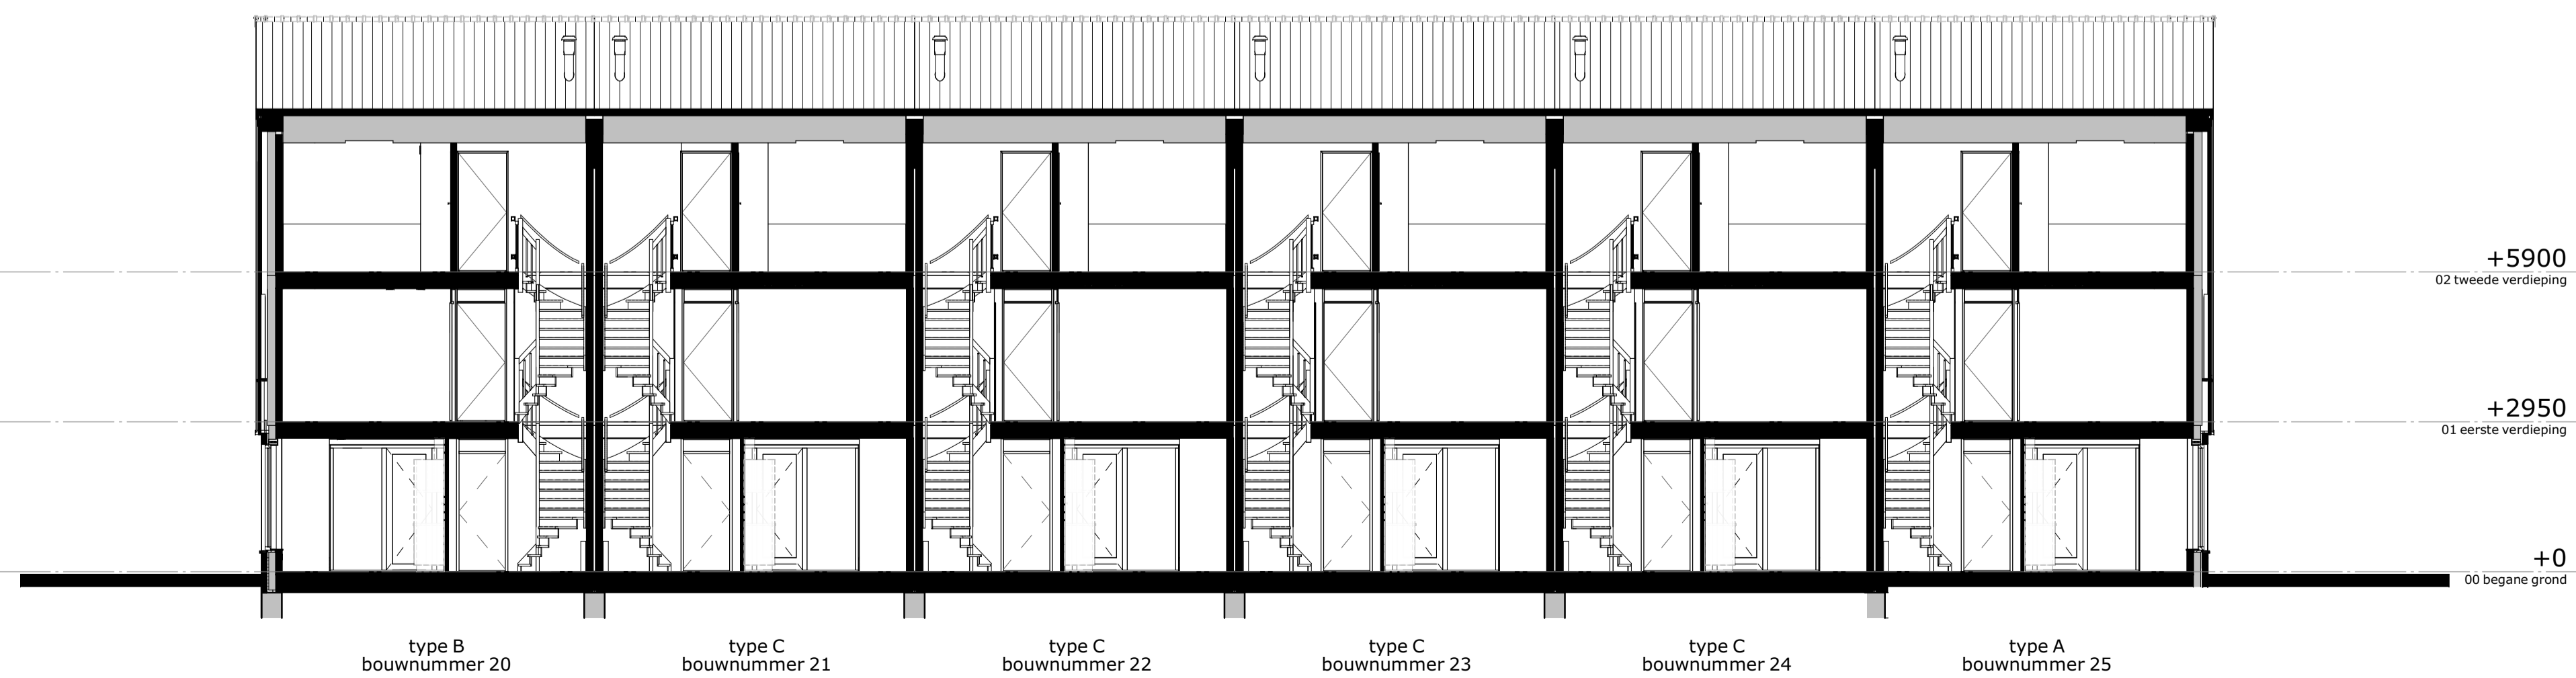 +5900
02 tweede verdieping
+2950
01 eerste verdieping
+0
00 begane grond
type B
bouwnummer 20
type C
bouwnummer 21
type C
bouwnummer 22
type C
bouwnummer 23
type C
bouwnummer 24
type A
bouwnummer 25